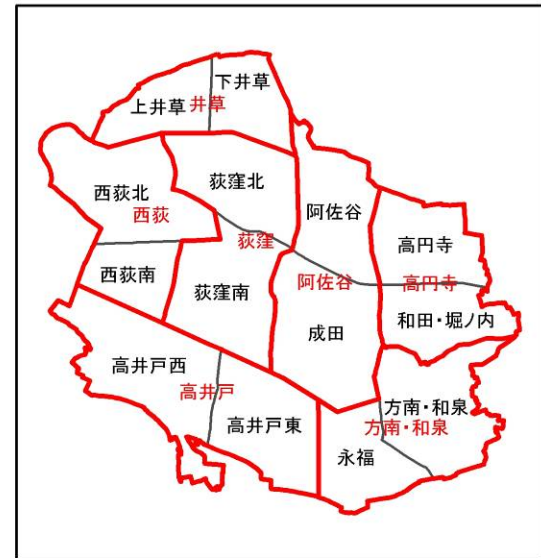 下井草
上井草
井草
西荻北
西荻
荻窪北
阿佐谷
高円寺
荻窪
西荻南
荻窪南
阿佐谷
高円寺
成田
和田・堀ノ内
高井戸西
高井戸
高井戸東
方南・和泉
方南・和泉
永福